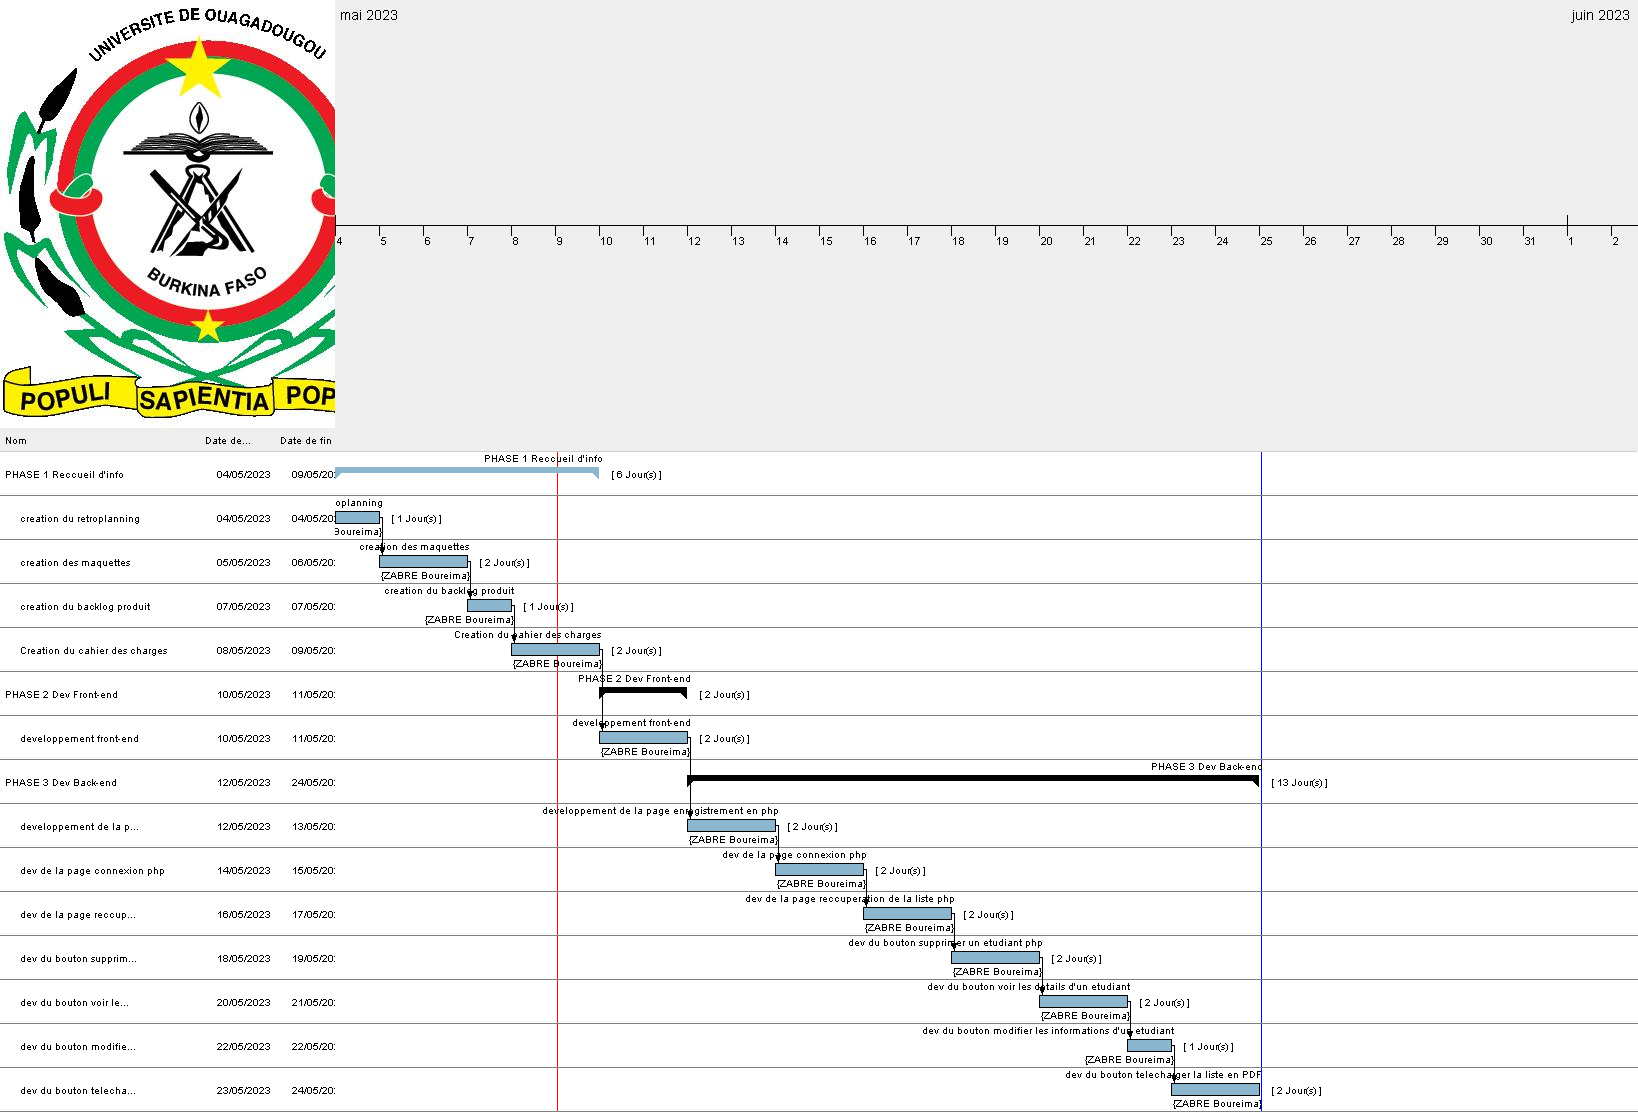 UNIVERSITE DE OUAGADOUGOU
BURKINA FASO
POPULI SAPIENTIA POP
mai 2023 juin 2023
4 5 6 7 8 9 10 11 12 13 14 15 16 17 18 19 20 21 22 23 24 25 26 27 28 29 30 31 1 2
Nom Date de... Date de fin
PHASE 1 Reccueil d'info
PHASE 1 Reccueil d'info 04/05/2023 09/05/20 [ 6 Jour(s) ]
oplanning
creation du retroplanning 04/05/2023 04/05/20 [ 1 Jour(s) ]
Boureima}
creation des maquettes
creation des maquettes 05/05/2023 06/05/20 [ 2 Jour(s) ]
{ZABRE Boureima}
creation du backlog produit
creation du backlog produit 07/05/2023 07/05/20 [ 1 Jour(s) ]
{ZABRE Boureima}
Creation du cahier des charges
Creation du cahier des charges 08/05/2023 09/05/20 [ 2 Jour(s) ]
{ZABRE Boureima}
PHASE 2 Dev Front-end
PHASE 2 Dev Front-end 10/05/2023 11/05/20 [ 2 Jour(s) ]
developpement front-end
developpement front-end 10/05/2023 11/05/20 [ 2 Jour(s) ]
{ZABRE Boureima}
PHASE 3 Dev Back-end
PHASE 3 Dev Back-end 12/05/2023 24/05/20 [ 13 Jour(s) ]
developpement de la page enregistrement en php
developpement de la p... 12/05/2023 13/05/20 [ 2 Jour(s) ]
{ZABRE Boureima}
dev de la page connexion php
dev de la page connexion php 14/05/2023 15/05/20 [ 2 Jour(s) ]
{ZABRE Boureima}
dev de la page reccuperation de la liste php
dev de la page reccup... 16/05/2023 17/05/20 [ 2 Jour(s) ]
{ZABRE Boureima}
dev du bouton supprimer un etudiant php
dev du bouton supprim... 18/05/2023 19/05/20 [ 2 Jour(s) ]
{ZABRE Boureima}
dev du bouton voir les details d'un etudiant
dev du bouton voir le... 20/05/2023 21/05/20 [ 2 Jour(s) ]
{ZABRE Boureima}
dev du bouton modifier les informations d'un etudiant
dev du bouton modifie... 22/05/2023 22/05/20 [ 1 Jour(s) ]
{ZABRE Boureima}
dev du bouton telecharger la liste en PDF
dev du bouton telecha... 23/05/2023 24/05/20 [ 2 Jour(s) ]
{ZABRE Boureima}